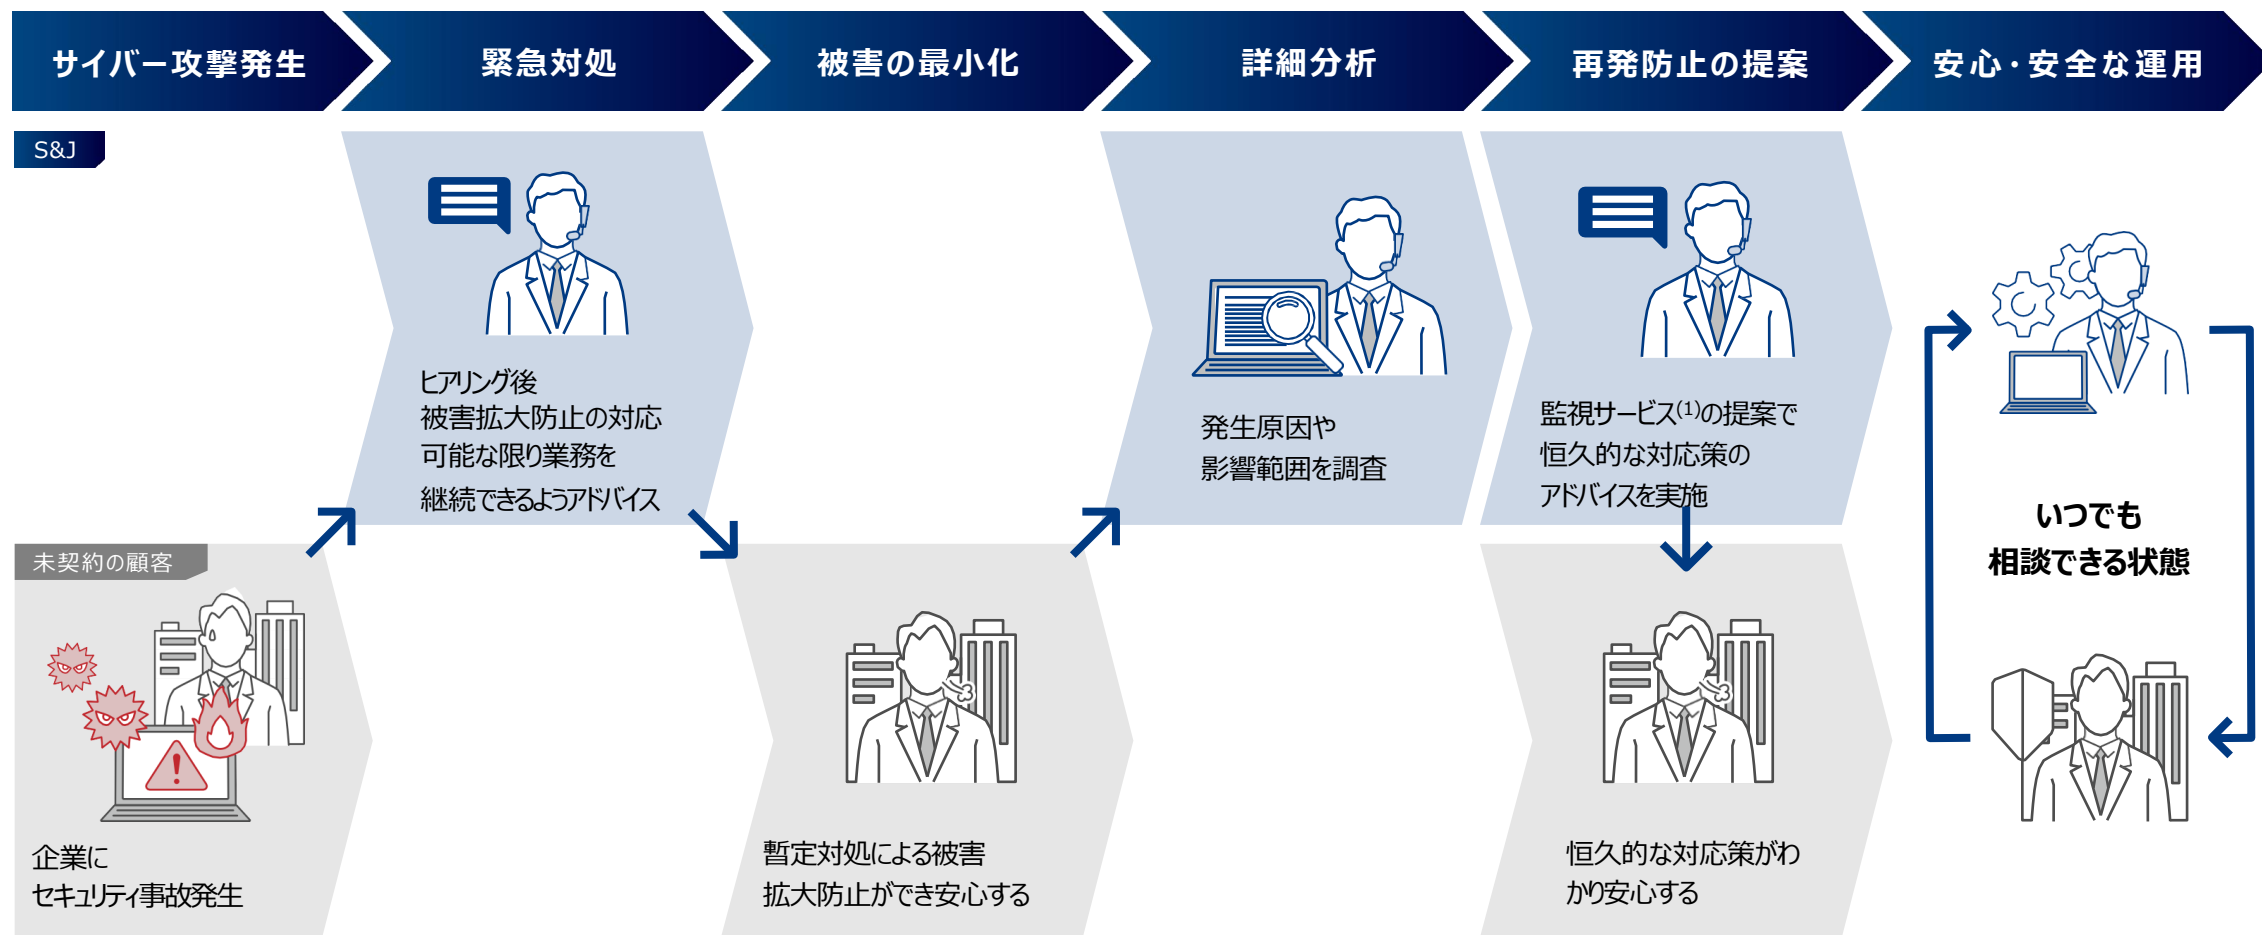 サイバー攻撃発生
緊急対処
被害の最小化
詳細分析
再発防止の提案
安心・安全な運用
S&J
ヒアリング後
被害拡大防止の対応
可能な限り業務を
継続できるようアドバイス
発生原因や
影響範囲を調査
監視サービス(1)の提案で
恒久的な対応策の
アドバイスを実施
いつでも
相談できる状態
未契約の顧客
企業に
セキュリティ事故発生
暫定対処による被害
拡大防止ができ安心する
恒久的な対応策がわ
かり安心する